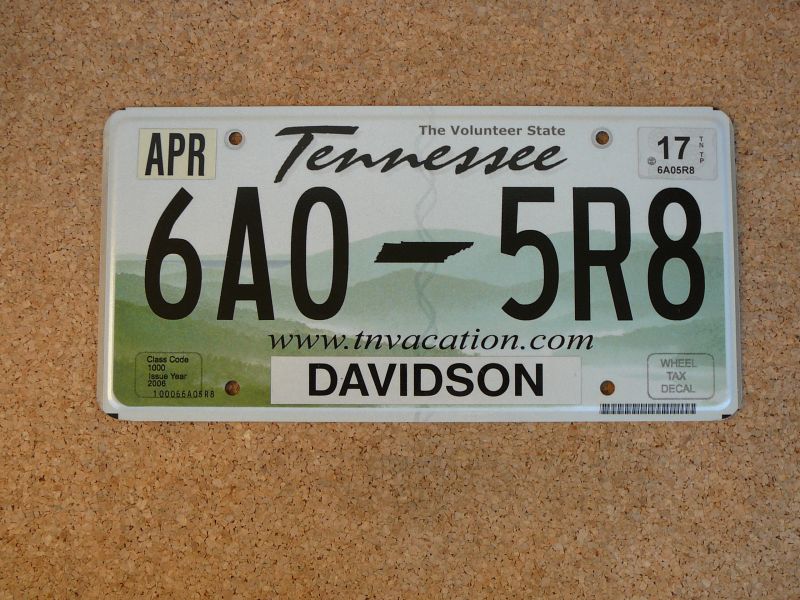 The Volunteer State
APR
Tennessee
17
TN TP
6A05R8
6A0 5R8
www.tnvacation.com
Class Code
1000
Issue Year
2006
100066A05R8
DAVIDSON
WHEEL
TAX
DECAL